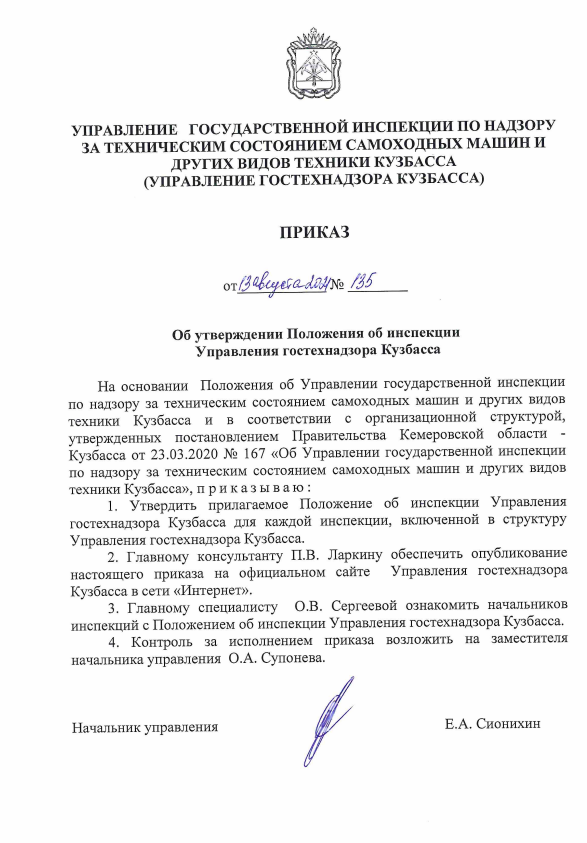 УПРАВЛЕНИЕ ГОСУДАРСТВЕННОЙ ИНСПЕКЦИИ ПО НАДЗОРУ
ЗА ТЕХНИЧЕСКИМ СОСТОЯНИЕМ САМОХОДНЫХ МАШИН И
ДРУГИХ ВИДОВ ТЕХНИКИ КУЗБАССА
(УПРАВЛЕНИЕ ГОСТЕХНАДЗОРА КУЗБАССА)
ПРИКАЗ
от 13 августа 2021 № 135
Об утверждении Положения об инспекции
Управления гостехнадзора Кузбасса
На основании Положения об Управлении государственной инспекции
по надзору за техническим состоянием самоходных машин и других видов
техники Кузбасса и в соответствии с организационной структурой,
утвержденных постановлением Правительства Кемеровской области -
Кузбасса от 23.03.2020 № 167 «Об Управлении государственной инспекции
по надзору за техническим состоянием самоходных машин и других видов
техники Кузбасса», п р и к а з ы в а ю :
1. Утвердить прилагаемое Положение об инспекции Управления
гостехнадзора Кузбасса для каждой инспекции, включенной в структуру
Управления гостехнадзора Кузбасса.
2. Главному консультанту П.В. Ларкину обеспечить опубликование
настоящего приказа на официальном сайте Управления гостехнадзора
Кузбасса в сети «Интернет».
3. Главному специалисту О.В. Сергеевой ознакомить начальников
инспекций с Положением об инспекции Управления гостехнадзора Кузбасса.
4. Контроль за исполнением приказа возложить на заместителя
начальника управления О.А. Супонева.
Начальник управления Е.А. Сионихин